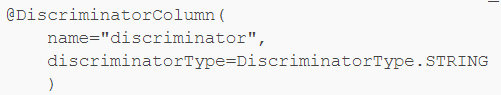 @DiscriminatorColumn(
    name="discriminator",
    discriminatorType=DiscriminatorType.STRING
    )